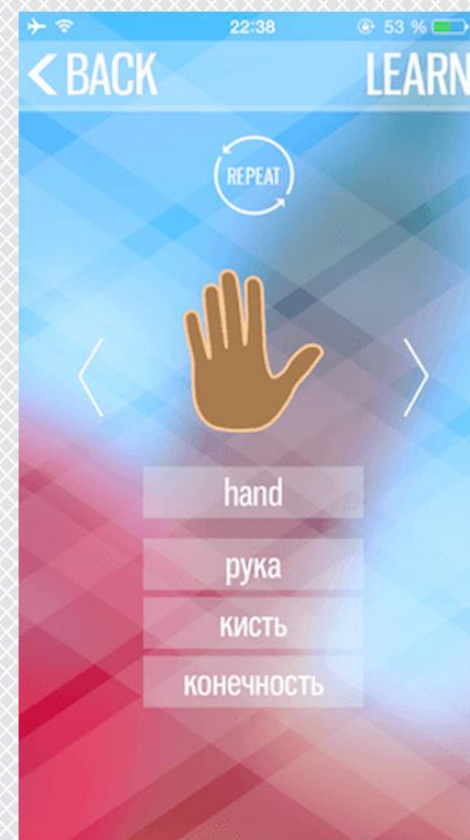 22:38 53 %
BACK LEARN
REPEAT
hand
рука
кисть
конечность